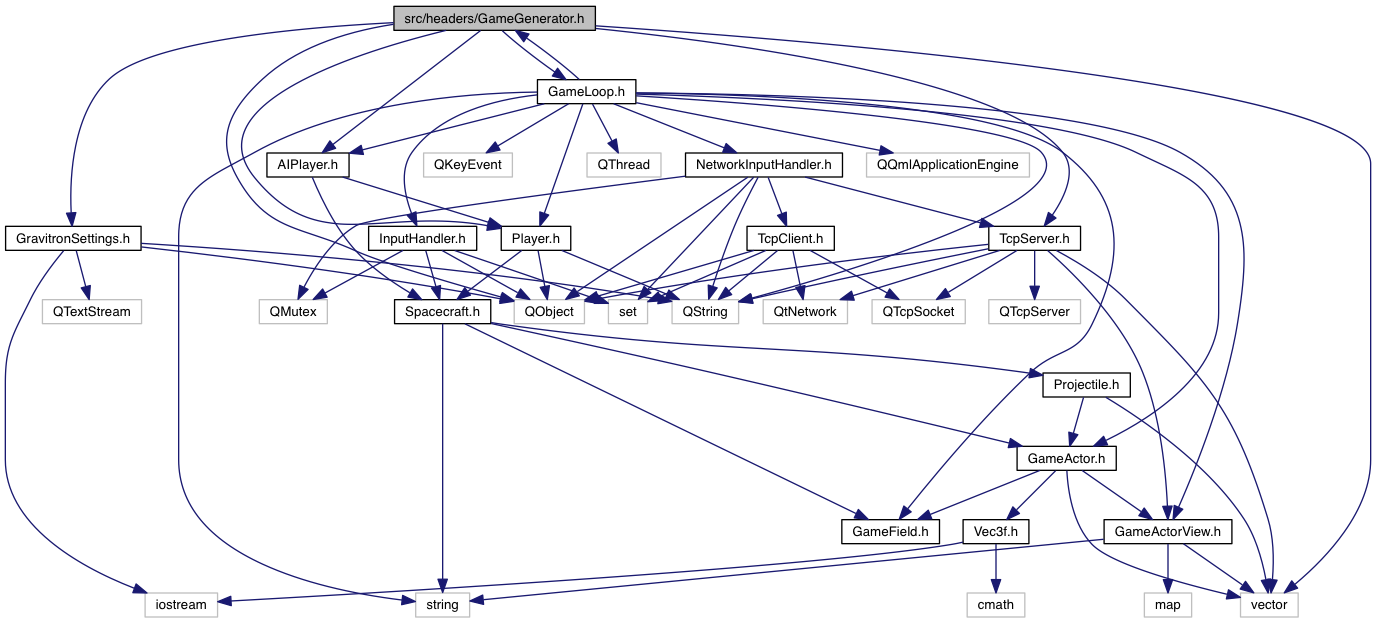 src/headers/GameGenerator.h
GameLoop.h
AIPlayer.h
QKeyEvent
QThread
NetworkInputHandler.h
QQmlApplicationEngine
GravitronSettings.h
InputHandler.h
Player.h
TcpClient.h
TcpServer.h
QTextStream
QMutex
Spacecraft.h
QObject
set
QString
QtNetwork
QTcpSocket
QTcpServer
Projectile.h
GameActor.h
GameField.h
Vec3f.h
GameActorView.h
iostream
string
cmath
map
vector